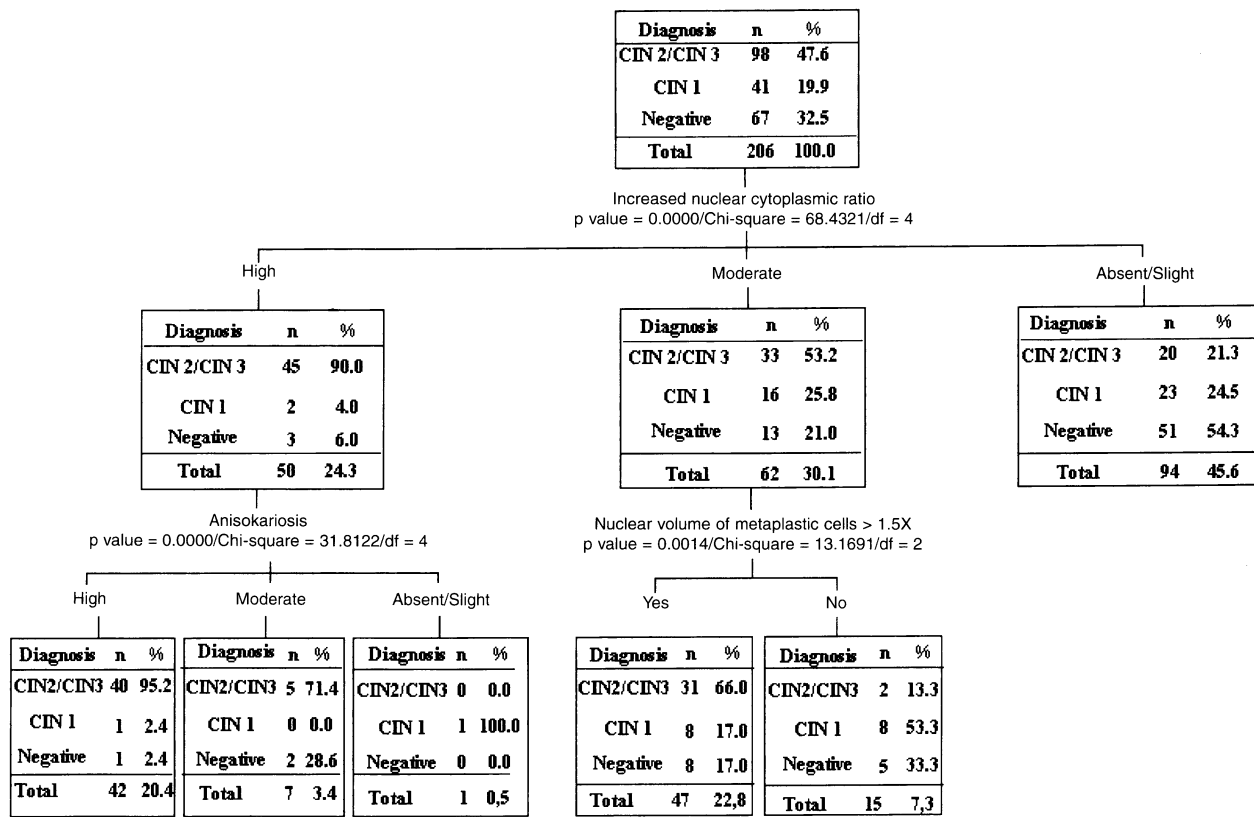 Diagnosis n %
CIN 2/CIN 3 98 47.6
CIN 1 41 19.9
Negative 67 32.5
Total 206 100.0
Increased nuclear cytoplasmic ratio
p value = 0.0000/Chi-square = 68.4321/df = 4
High
Moderate
Absent/Slight
Diagnosis n %
CIN 2/CIN 3 45 90.0
CIN 1 2 4.0
Negative 3 6.0
Total 50 24.3
Diagnosis n %
CIN 2/CIN 3 33 53.2
CIN 1 16 25.8
Negative 13 21.0
Total 62 30.1
Diagnosis n %
CIN 2/CIN 3 20 21.3
CIN 1 23 24.5
Negative 51 54.3
Total 94 45.6
Anisokariosis
p value = 0.0000/Chi-square = 31.8122/df = 4
Nuclear volume of metaplastic cells > 1.5X
p value = 0.0014/Chi-square = 13.1691/df = 2
High
Moderate
Absent/Slight
Yes
No
Diagnosis n %
CIN2/CIN3 40 95.2
CIN 1 1 2.4
Negative 1 2.4
Total 42 20.4
Diagnosis n %
CIN2/CIN3 5 71.4
CIN 1 0 0.0
Negative 2 28.6
Total 7 3.4
Diagnosis n %
CIN2/CIN3 0 0.0
CIN 1 1 100.0
Negative 0 0.0
Total 1 0,5
Diagnosis n %
CIN2/CIN3 31 66.0
CIN 1 8 17.0
Negative 8 17.0
Total 47 22,8
Diagnosis n %
CIN2/CIN3 2 13.3
CIN 1 8 53.3
Negative 5 33.3
Total 15 7,3